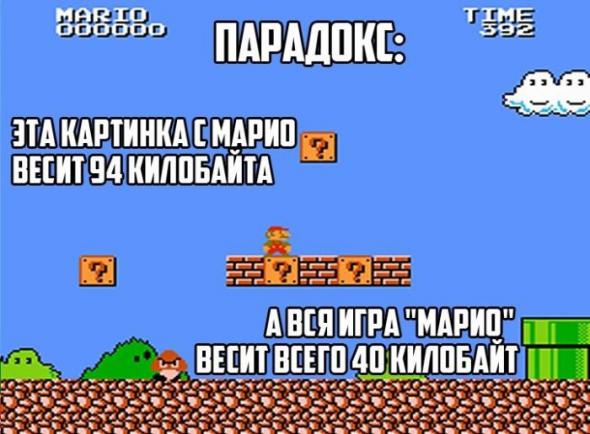 MARIO
000000
TIME
392
ПАРАДОКС:
ЭТА КАРТИНКА С МАРИО
ВЕСИТ 94 КИЛОБАЙТА
?
?
?
?
А ВСЯ ИГРА "МАРИО"
ВЕСИТ ВСЕГО 40 КИЛОБАЙТ